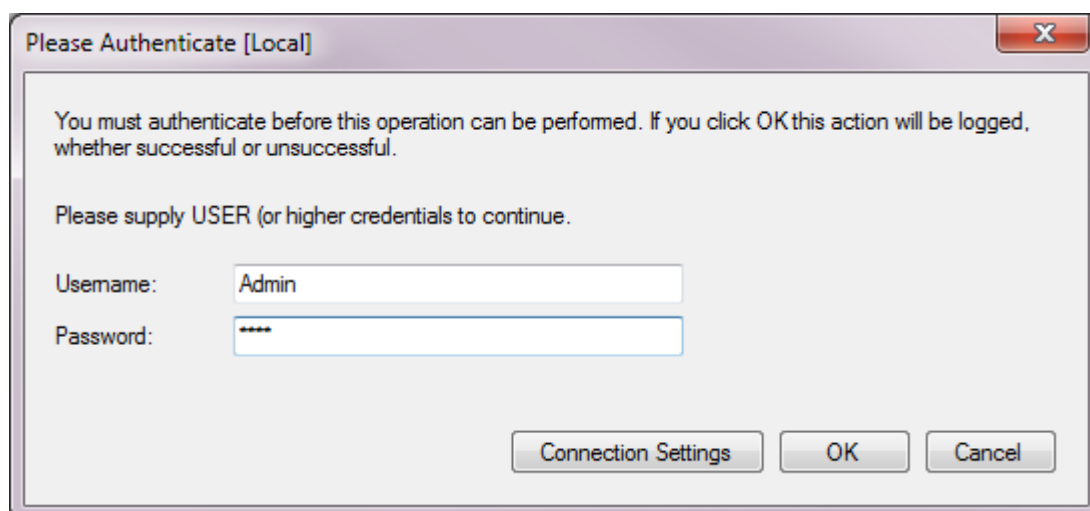 Please Authenticate [Local]
You must authenticate before this operation can be performed. If you click OK this action will be logged,
whether successful or unsuccessful.
Please supply USER (or higher credentials to continue.
Username: Admin
Password: ****
Connection Settings OK Cancel